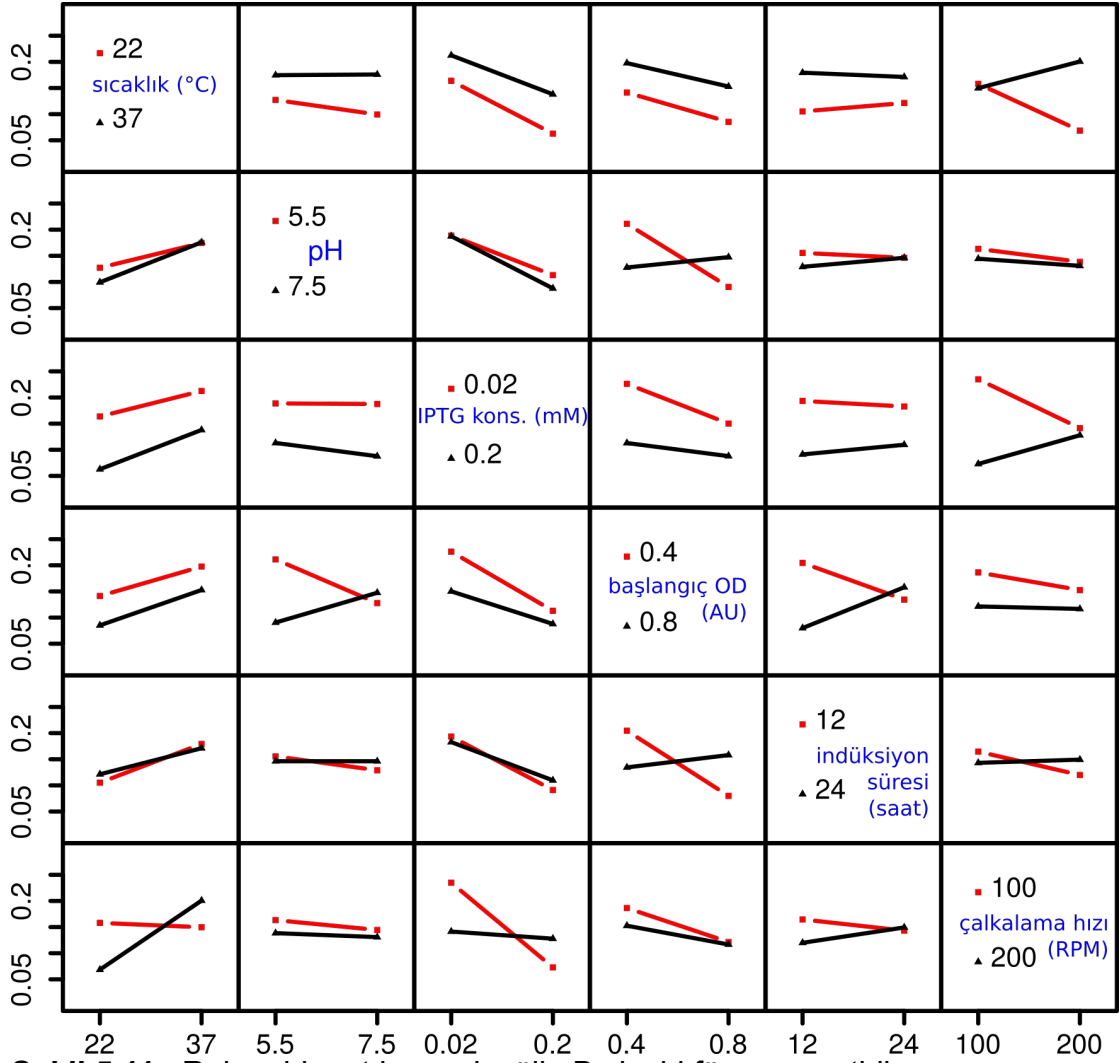 0.2
0.05
22
sıcaklık (°C)
37
0.2
0.05
5.5
pH
7.5
0.2
0.05
0.02
IPTG kons. (mM)
0.2
0.2
0.05
0.4
başlangıç OD
(AU)
0.8
0.2
0.05
12
indüksiyon
süresi
24
(saat)
0.2
0.05
100
çalkalama hızı
(RPM)
200
22 37 5.5 7.5 0.02 0.2 0.4 0.8 12 24 100 200